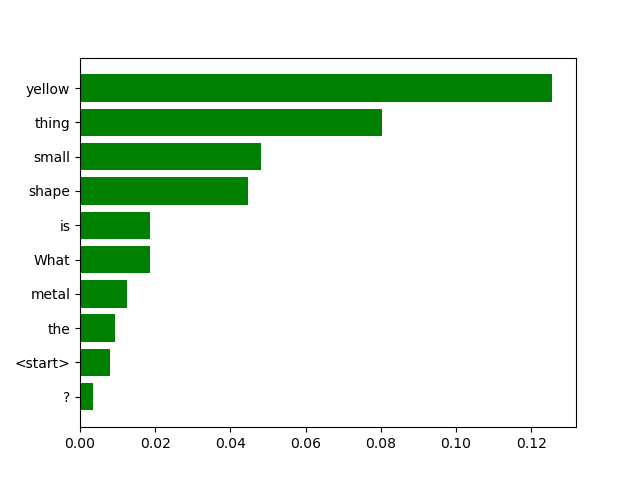 yellow
thing
small
shape
is
What
metal
the
<start>
?
0.00 0.02 0.04 0.06 0.08 0.10 0.12